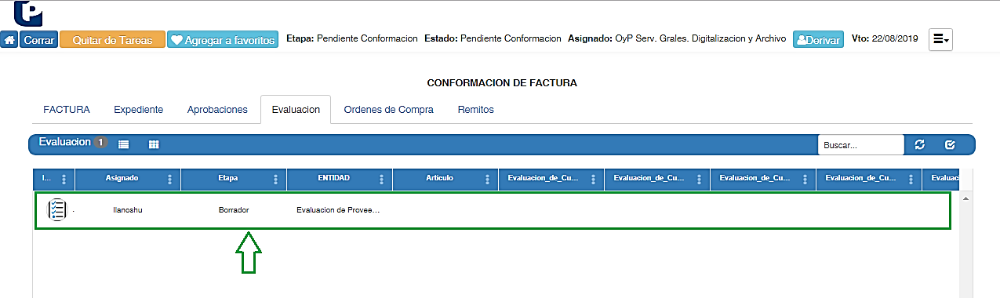 P
Cerrar Quitar de Tareas Agregar a favoritos Etapa: Pendiente Conformacion Estado: Pendiente Conformacion Asignado: OyP Serv. Grales. Digitalizacion y Archivo Derivar Vto: 22/08/2019
CONFORMACION DE FACTURA
FACTURA Expediente Aprobaciones Evaluacion Ordenes de Compra Remitos
Evaluacion 1 Buscar...
I... Asignado Etapa ENTIDAD Articulo Evaluacion_de_Cu... Evaluacion_de_Cu... Evaluacion_de_Cu... Evaluacion_de_Cu... Evaluaci
llanoshu Borrador Evaluacion de Provee...